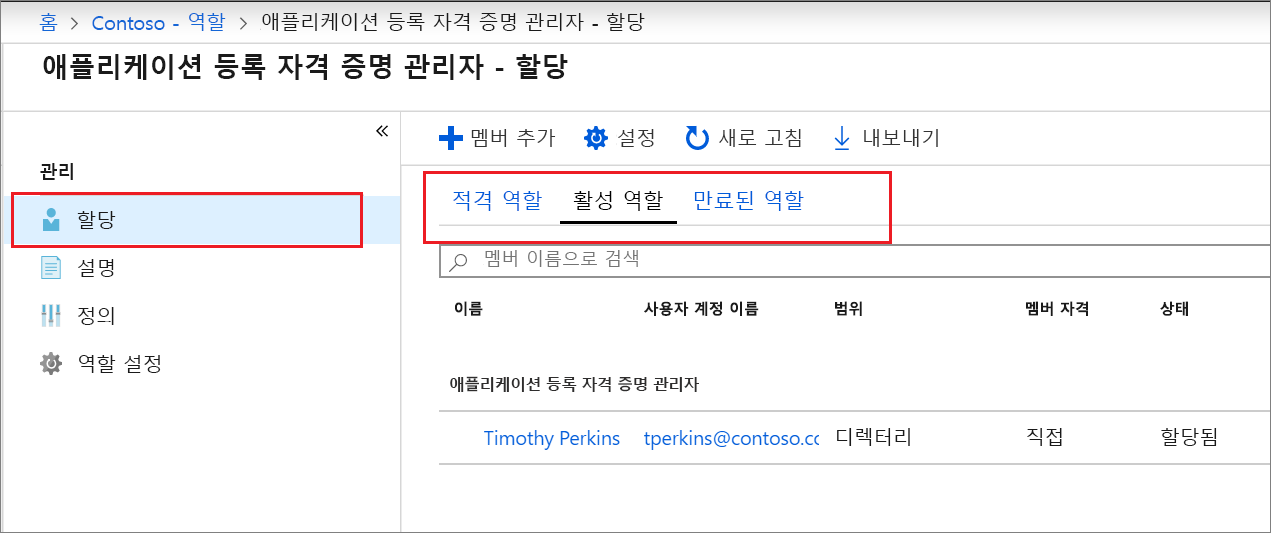 홈 > Contoso - 역할 > 애플리케이션 등록 자격 증명 관리자 - 할당
애플리케이션 등록 자격 증명 관리자 - 할당
«
관리
할당
설명
정의
역할 설정
멤버 추가 설정 새로 고침 내보내기
적격 역할 활성 역할 만료된 역할
멤버 이름으로 검색
이름 사용자 계정 이름 범위 멤버 자격 상태
애플리케이션 등록 자격 증명 관리자
Timothy Perkins tperkins@contoso.cc 디렉터리 직접 할당됨